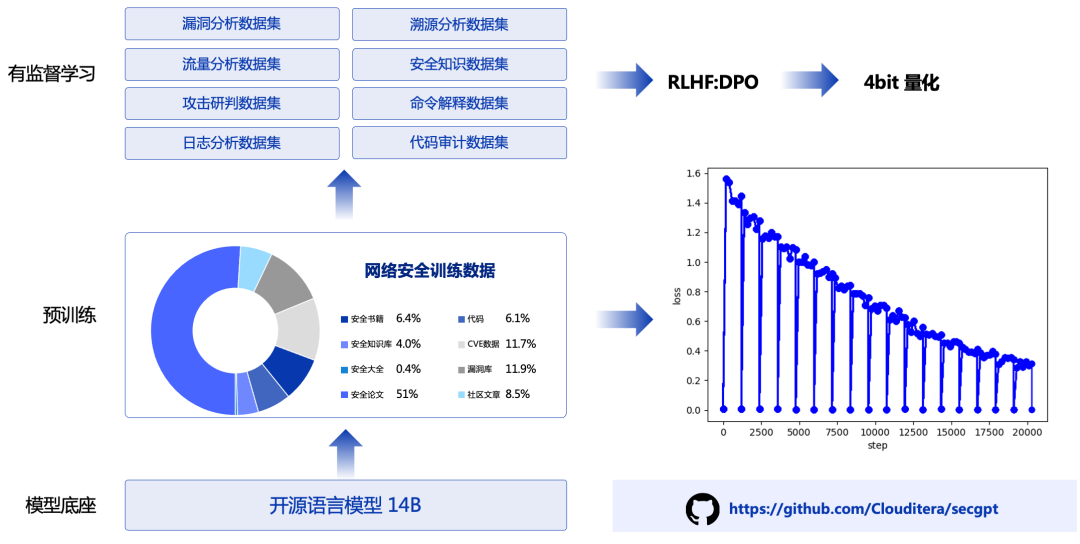 有监督学习
漏洞分析数据集
溯源分析数据集
流量分析数据集
安全知识数据集
攻击研判数据集
命令解释数据集
日志分析数据集
代码审计数据集
RLHF:DPO
4bit 量化
预训练
网络安全训练数据
安全书籍 6.4%
代码 6.1%
安全知识库 4.0%
CVE数据 11.7%
安全大全 0.4%
漏洞库 11.9%
安全论文 51%
社区文章 8.5%
1.6
1.4
1.2
1.0
0.8
0.6
0.4
0.2
0.0
loss
0 2500 5000 7500 10000 12500 15000 17500 20000
step
模型底座
开源语言模型 14B
https://github.com/Clouditera/secgpt